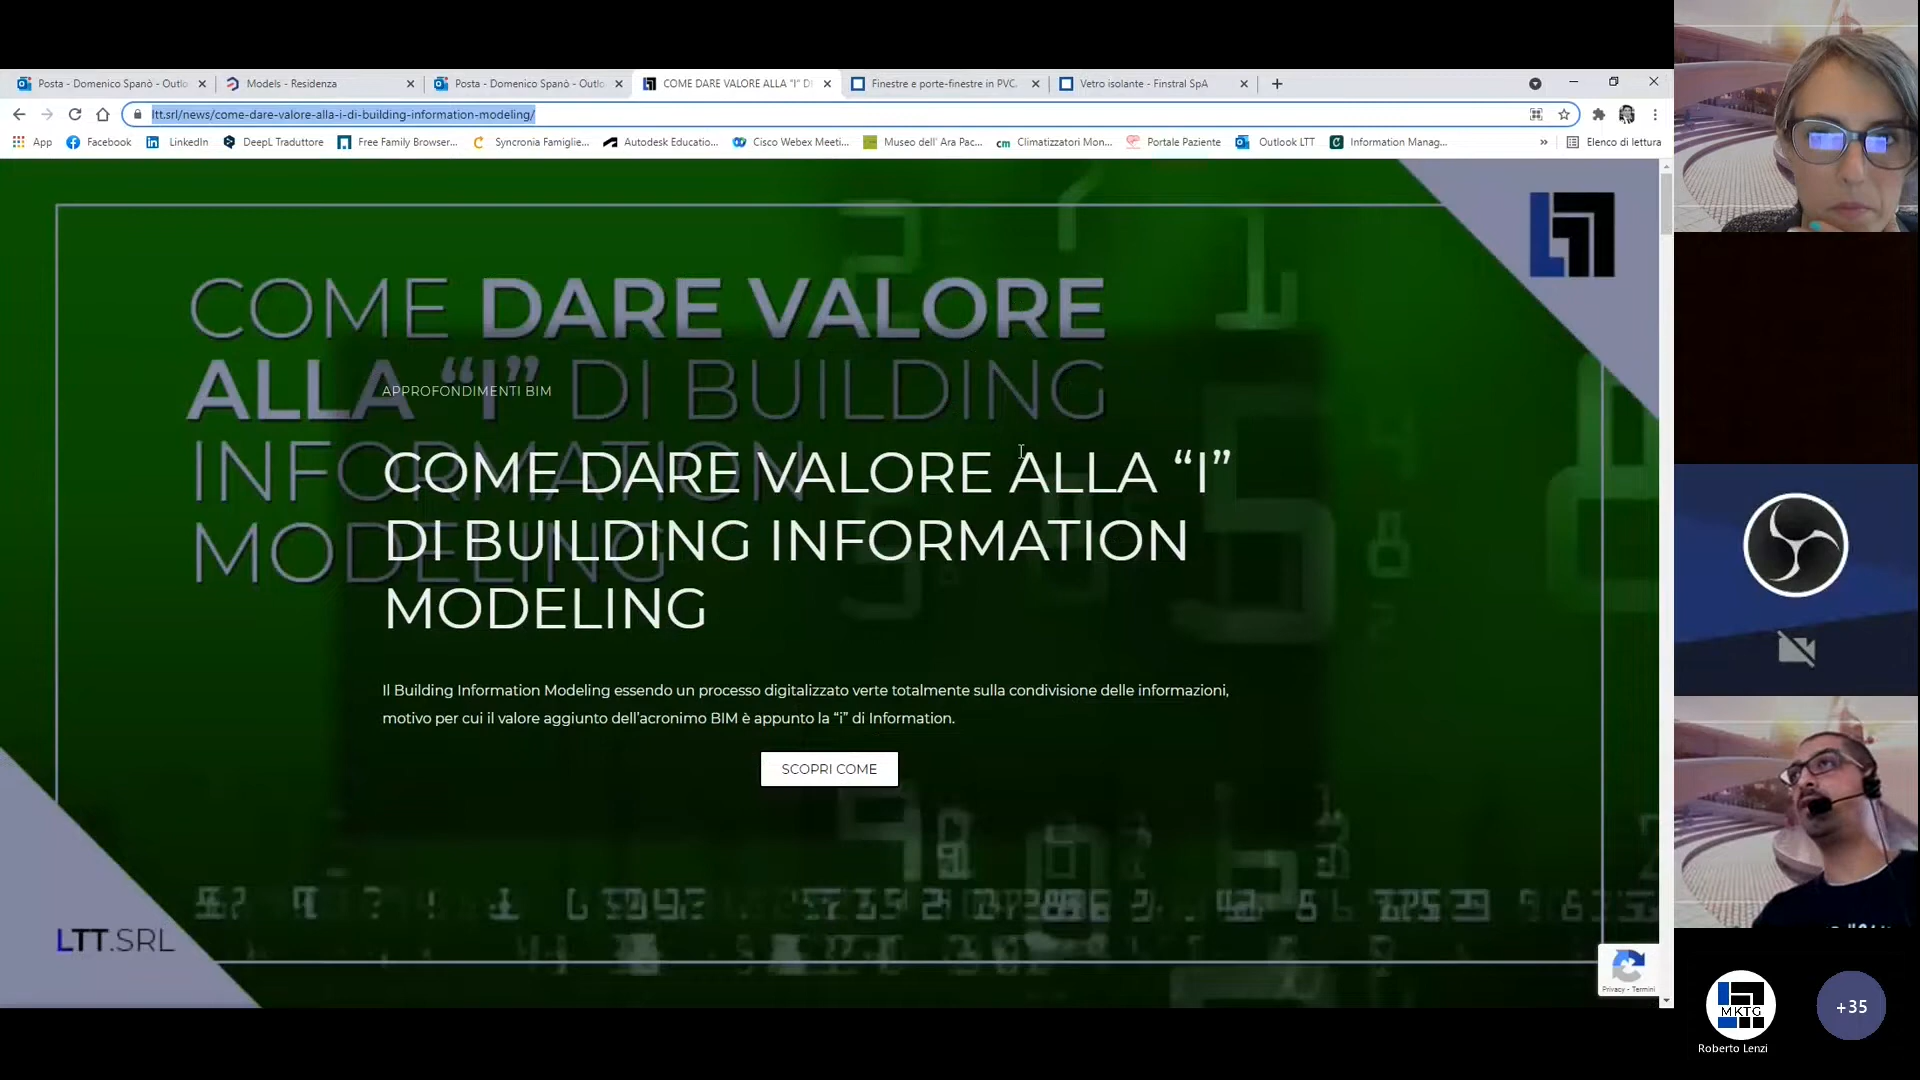 Posta - Domenico Spanò - Outlo
Models - Residenza
Posta - Domenico Spanò - Outlo
COME DARE VALORE ALLA "I" DI
Finestre e porte-finestre in PVC,
Vetro isolante - Finstral SpA
ltt.srl/news/come-dare-valore-alla-i-di-building-information-modeling/
App
Facebook
LinkedIn
DeepL Traduttore
Free Family Browser...
Syncronia Famiglie...
Autodesk Educatio...
Cisco Webex Meeti...
Museo dell' Ara Pac...
Climatizzatori Mon...
Portale Paziente
Outlook LTT
Information Manag...
»
Elenco di lettura
COME DARE VALORE
ALLA “I” DI BUILDING
INFORMATION
MODELING
APPROFONDIMENTI BIM
COME DARE VALORE ALLA “I”
DI BUILDING INFORMATION
MODELING
Il Building Information Modeling essendo un processo digitalizzato verte totalmente sulla condivisione delle informazioni,
motivo per cui il valore aggiunto dell’acronimo BIM è appunto la “i” di Information.
SCOPRI COME
LTT.SRL
Privacy - Termini
MKTG
Roberto Lenzi
+35